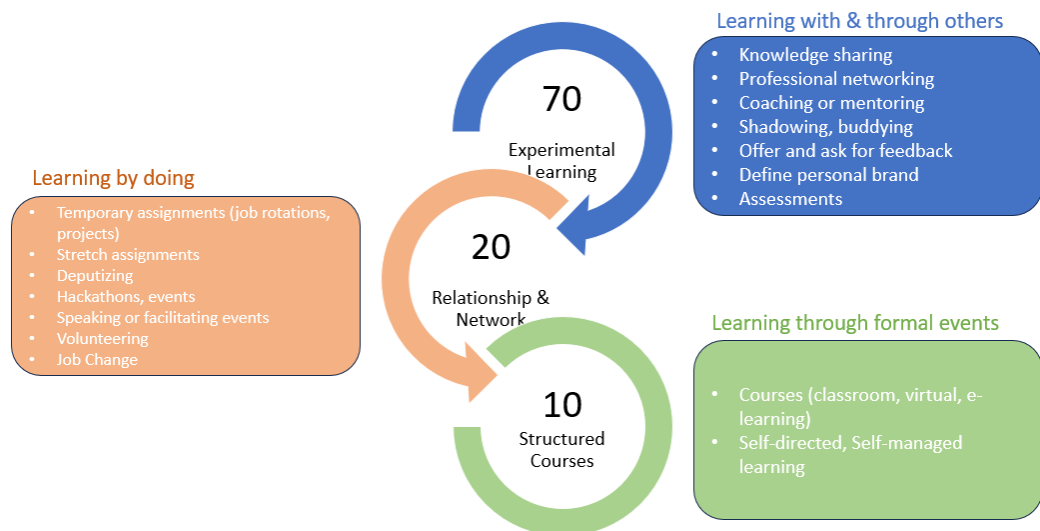 Learning with & through others
• Knowledge sharing
• Professional networking
• Coaching or mentoring
• Shadowing, buddying
• Offer and ask for feedback
• Define personal brand
• Assessments
70
Experimental
Learning
Learning by doing
• Temporary assignments (job rotations,
projects)
• Stretch assignments
• Deputizing
• Hackathons, events
• Speaking or facilitating events
• Volunteering
• Job Change
20
Relationship &
Network
Learning through formal events
• Courses (classroom, virtual, e-
learning)
• Self-directed, Self-managed
learning
10
Structured
Courses